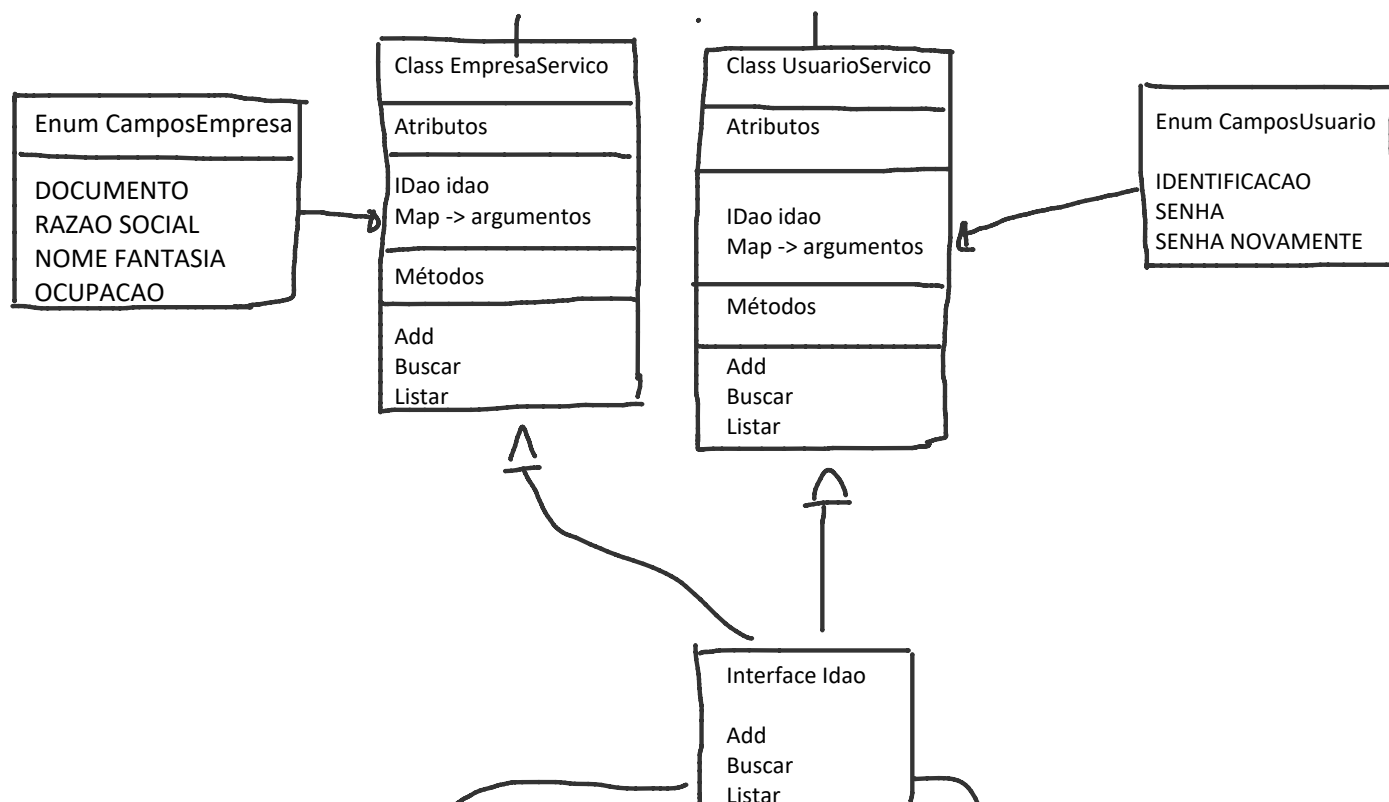 Enum CamposEmpresa
DOCUMENTO
RAZAO SOCIAL
NOME FANTASIA
OCUPACAO
Class EmpresaServico
Atributos
IDao idao
Map -> argumentos
Métodos
Add
Buscar
Listar
Class UsuarioServico
Atributos
IDao idao
Map -> argumentos
Métodos
Add
Buscar
Listar
Enum CamposUsuario
IDENTIFICACAO
SENHA
SENHA NOVAMENTE
Interface Idao
Add
Buscar
Listar